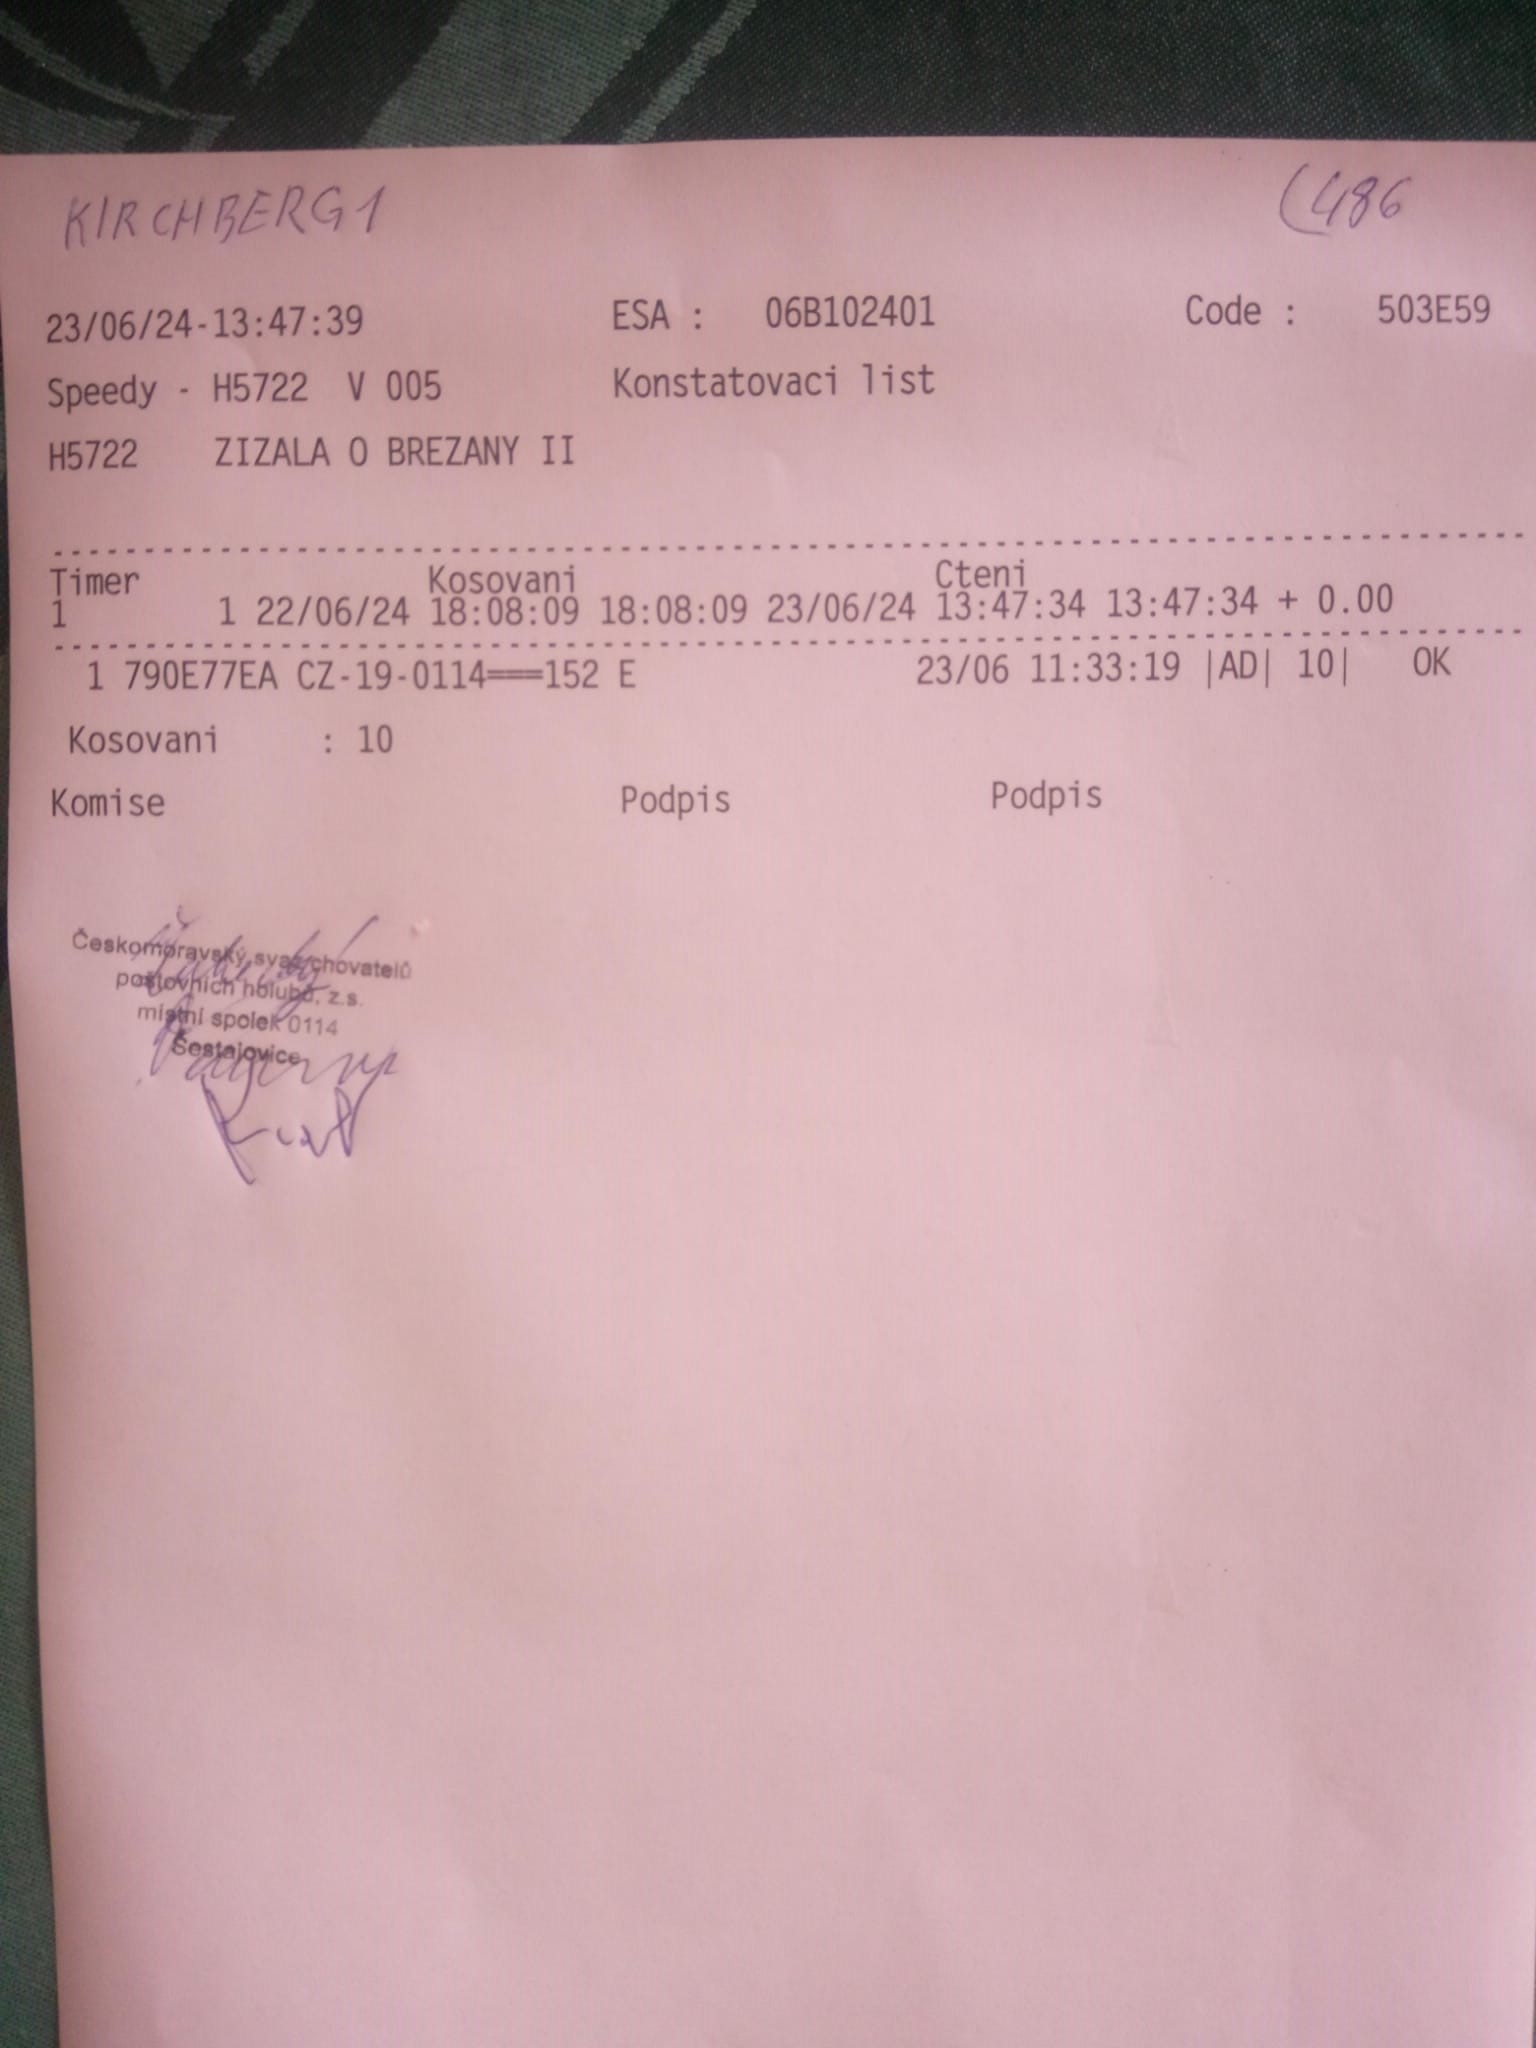 KIRCHBERG1 (486
23/06/24-13:47:39 ESA : 06B102401 Code : 503E59
Speedy - H5722 V 005 Konstatovaci list
H5722 ZIZALA O BREZANY II
Timer Kosovani Cteni
1 1 22/06/24 18:08:09 18:08:09 23/06/24 13:47:34 13:47:34 + 0.00
1 790E77EA CZ-19-0114===152 E 23/06 11:33:19 |AD| 10| OK
Kosovani : 10
Komise Podpis Podpis
Českomoravský svaz chovatelů
poštovních holubů, z.s.
místní spolek 0114
Šestajovice